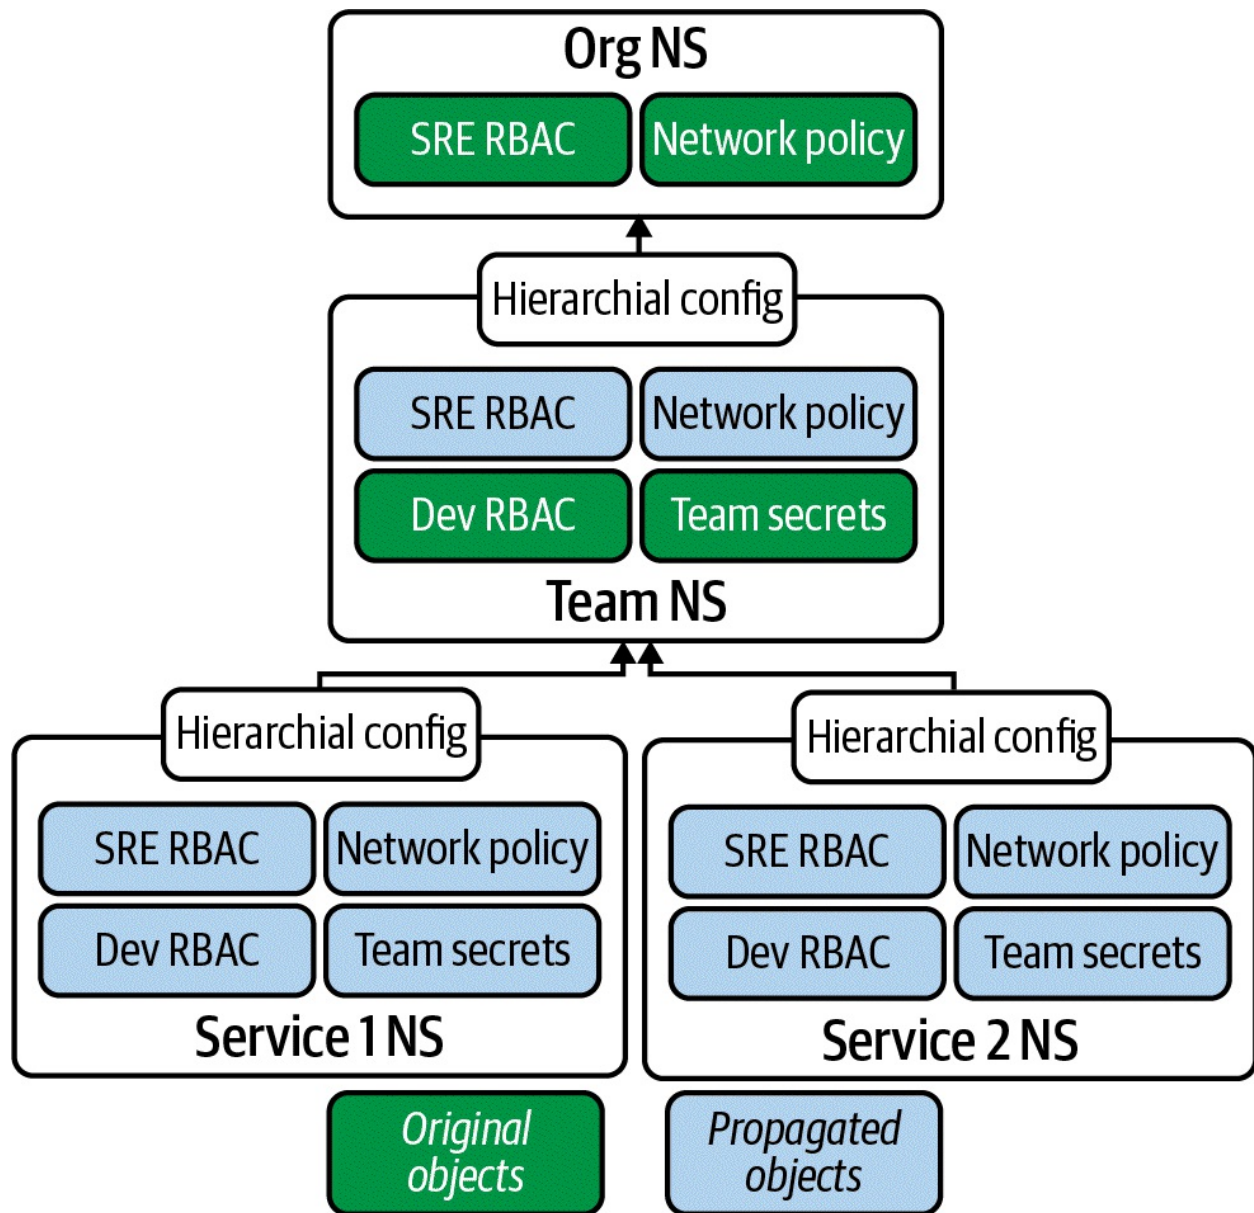 Org NS
SRE RBAC
Network policy
Hierarchial config
SRE RBAC
Network policy
Dev RBAC
Team secrets
Team NS
Hierarchial config
SRE RBAC
Network policy
Dev RBAC
Team secrets
Service 1 NS
Hierarchial config
SRE RBAC
Network policy
Dev RBAC
Team secrets
Service 2 NS
Original
objects
Propagated
objects